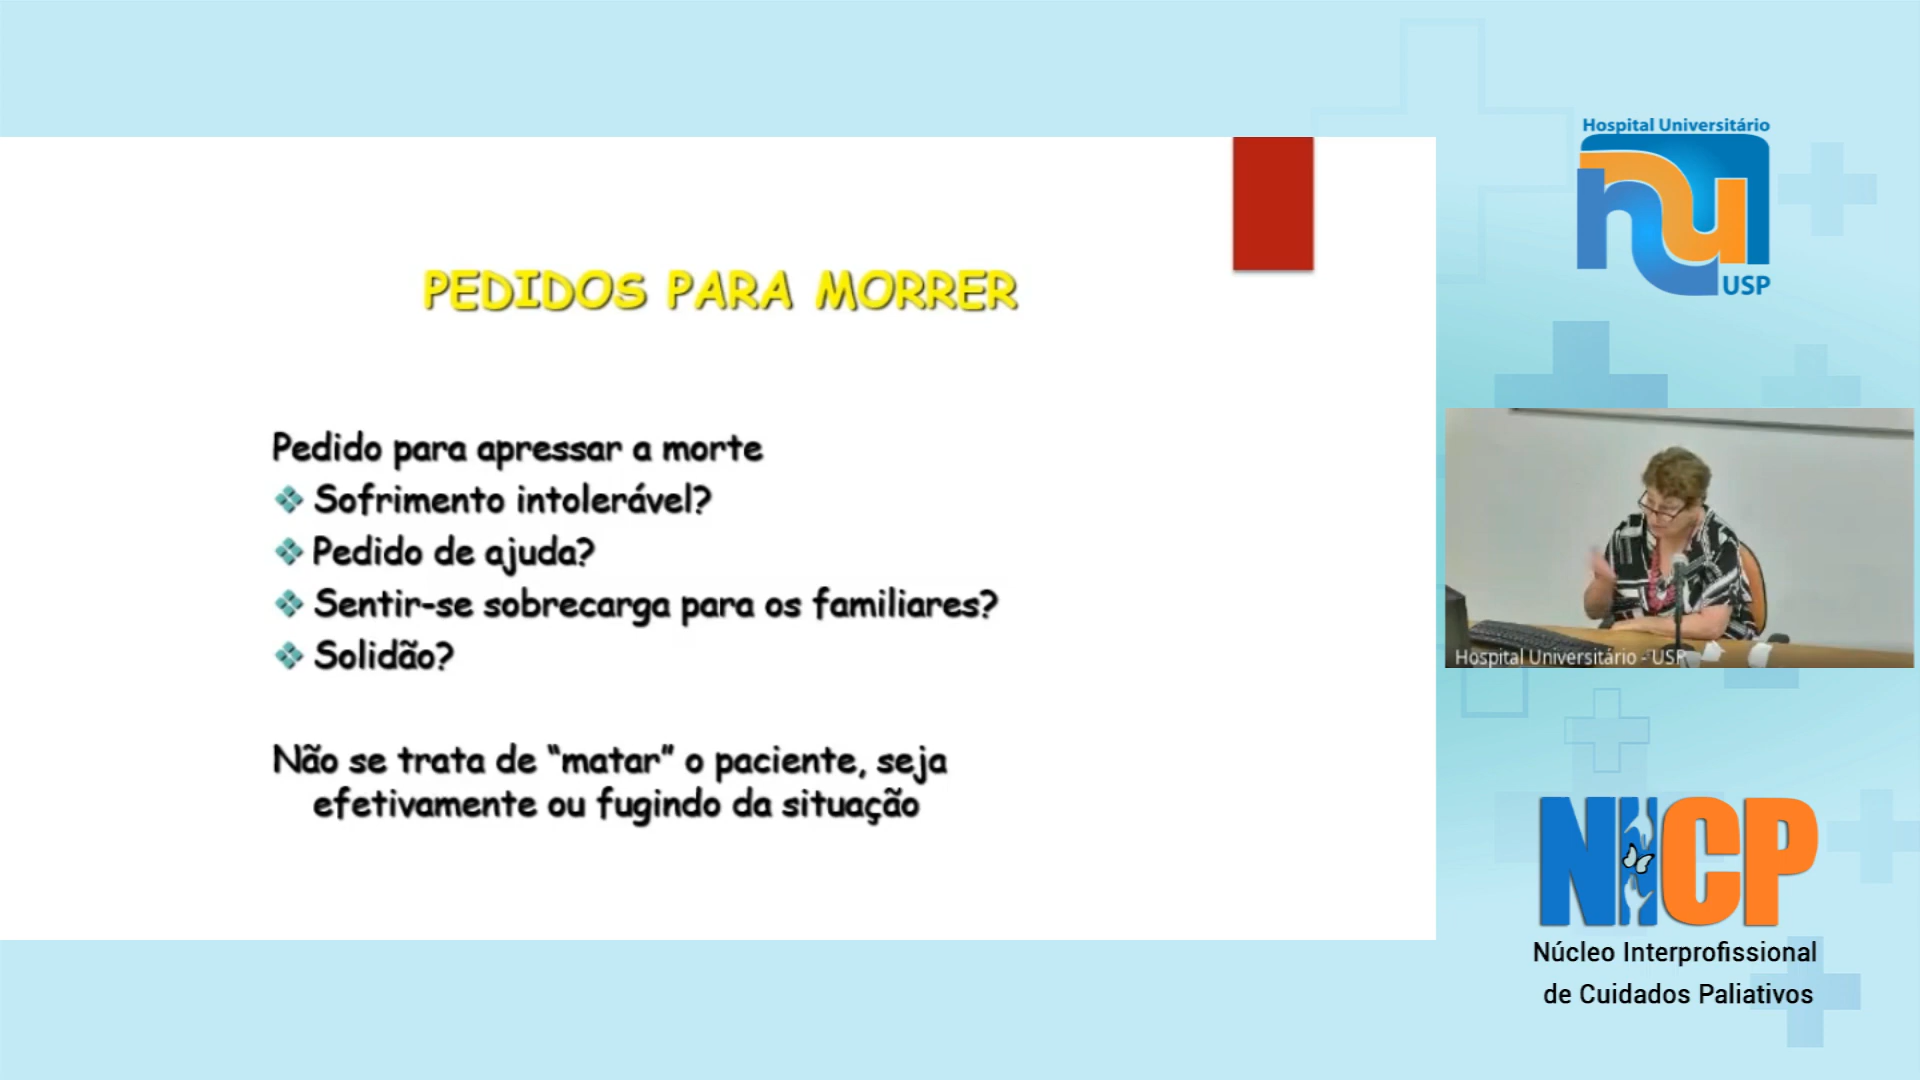 PEDIDOS PARA MORRER
Pedido para apressar a morte
Sofrimento intolerável?
Pedido de ajuda?
Sentir-se sobrecarga para os familiares?
Solidão?
Não se trata de “matar” o paciente, seja
efetivamente ou fugindo da situação
Hospital Universitário
hu
USP
Hospital Universitário - USP
NICP
Núcleo Interprofissional
de Cuidados Paliativos